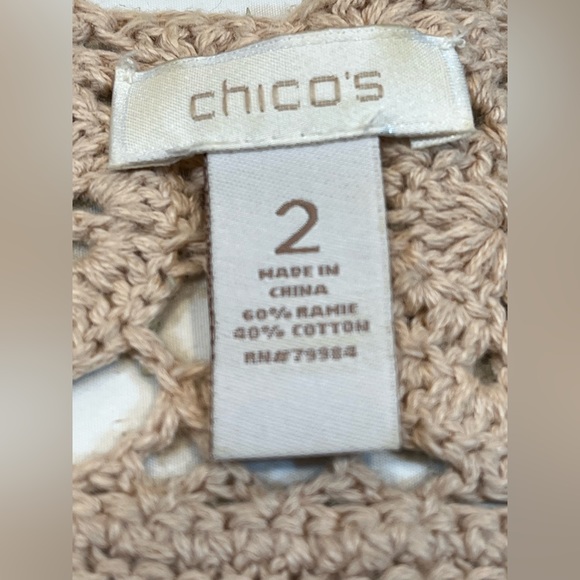 chico's
2
MADE IN
CHINA
60% RAMIE
40% COTTON
RN#79984